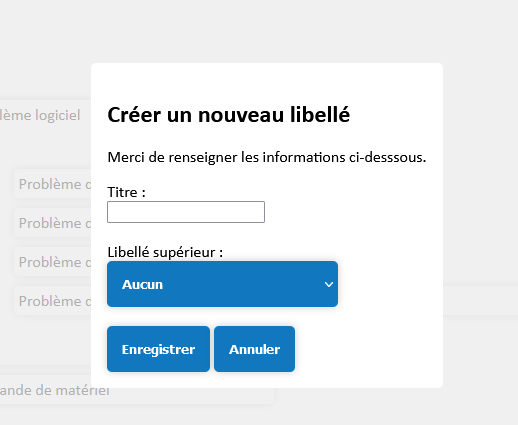 Créer un nouveau libellé
lème logiciel
Merci de renseigner les informations ci-desssous.
Problème d
Titre :
Problème d
Libellé supérieur :
Problème d
Aucun
Problème d
Enregistrer Annuler
ande de matériel